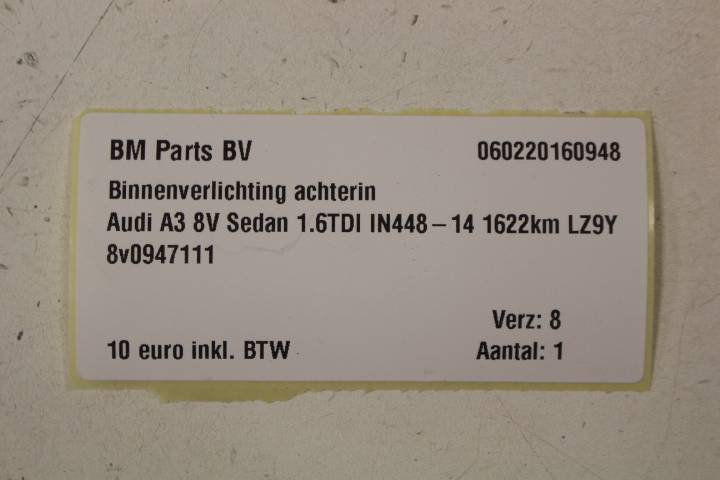 BM Parts BV 060220160948
Binnenverlichting achterin
Audi A3 8V Sedan 1.6TDI IN448-14 1622km LZ9Y
8v0947111
Verz: 8
10 euro inkl. BTW Aantal: 1